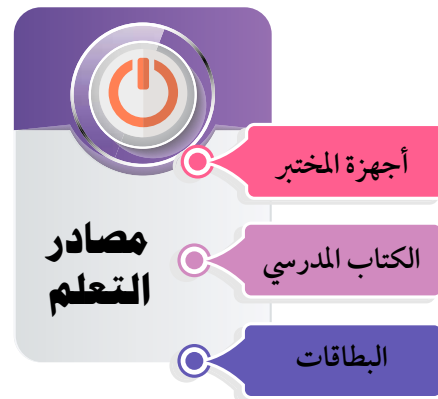 مصادر
التعلم
أجهزة المختبر
الكتاب المدرسي
البطاقات